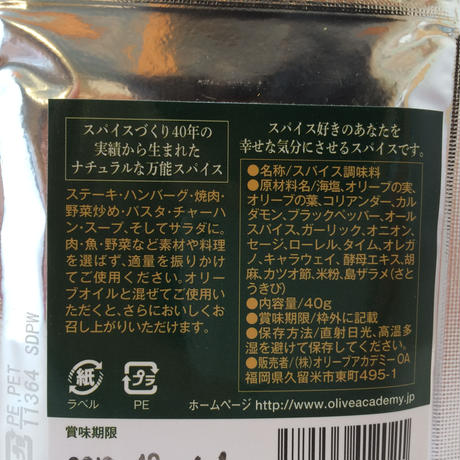 スパイスづくり40年の
実績から生まれた
ナチュラルな万能スパイス
ステーキ・ハンバーグ・焼肉・
野菜炒め・パスタ・チャーハ
ン・スープ、そしてサラダに。
肉・魚・野菜など素材や料理
を選ばず、適量を振りかけ
てご使用ください。オリー
ブオイルと混ぜてご使用い
ただくと、さらにおいしくお
召し上がりいただけます。
スパイス好きのあなたを
幸せな気分にさせるスパイスです。
●名称/スパイス調味料
●原材料名/海塩、オリーブの実、
オリーブの葉、コリアンダー、カル
ダモン、ブラックペッパー、オール
スパイス、ガーリック、オニオン、
セージ、ローレル、タイム、オレガ
ノ、キャラウェイ、酵母エキス、胡
麻、カツオ節、米粉、島ザラメ(さと
うきび)
●内容量/40g
●賞味期限/枠外に記載
●保存方法/直射日光、高温多
湿を避けて保存してください。
●販売者/(株)オリーブアカデミーOA
福岡県久留米市東町495-1
紙
ラベル
プラ
PE
ホームページ http://www.oliveacademy.jp
賞味期限
PE,PET
11364 SDPW